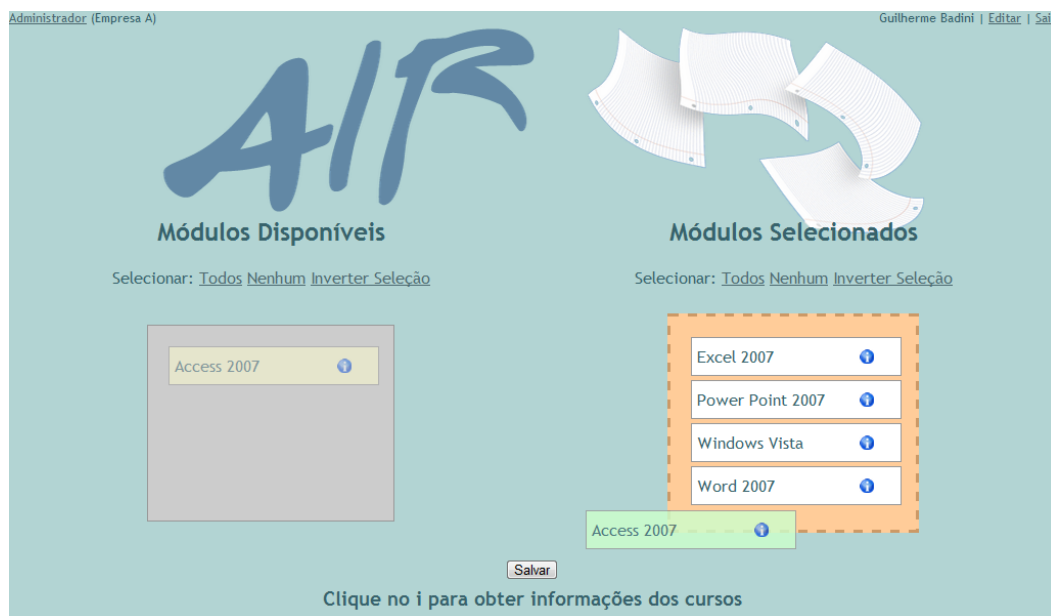 Administrador (Empresa A)
Guilherme Badini | Editar | Sai
AIR
Módulos Disponíveis
Selecionar: Todos Nenhum Inverter Seleção
Access 2007
Módulos Selecionados
Selecionar: Todos Nenhum Inverter Seleção
Excel 2007
Power Point 2007
Windows Vista
Word 2007
Access 2007
Salvar
Clique no i para obter informações dos cursos